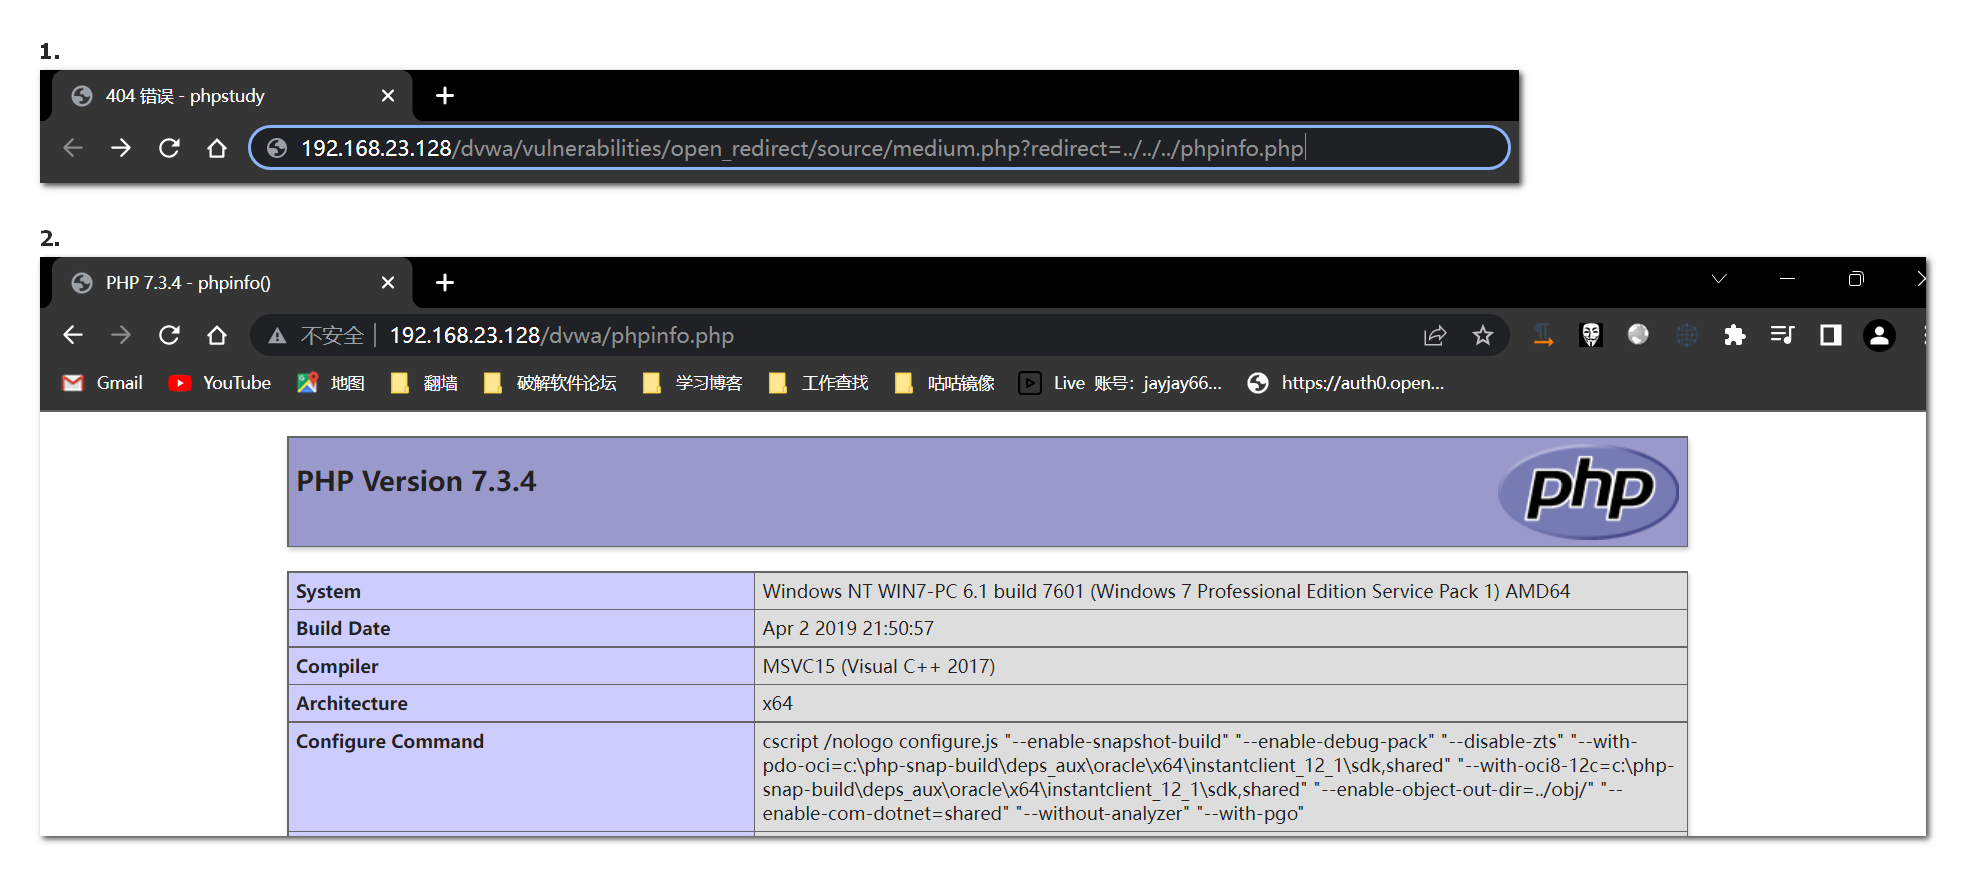 1.
404 错误 - phpstudy
192.168.23.128/dvwa/vulnerabilities/open_redirect/source/medium.php?redirect=../../../phpinfo.php
2.
PHP 7.3.4 - phpinfo()
不安全 192.168.23.128/dvwa/phpinfo.php
Gmail YouTube 地图 翻墙 破解软件论坛 学习博客 工作查找 咕咕镜像 Live 账号：jayjay66... https://auth0.open...
PHP Version 7.3.4
php
System Windows NT WIN7-PC 6.1 build 7601 (Windows 7 Professional Edition Service Pack 1) AMD64
Build Date Apr 2 2019 21:50:57
Compiler MSVC15 (Visual C++ 2017)
Architecture x64
Configure Command cscript /nologo configure.js "--enable-snapshot-build" "--enable-debug-pack" "--disable-zts" "--with-
pdo-oci=c:\php-snap-build\deps_aux\oracle\x64\instantclient_12_1\sdk,shared" "--with-oci8-12c=c:\php-
snap-build\deps_aux\oracle\x64\instantclient_12_1\sdk,shared" "--enable-object-out-dir=../obj/" "--
enable-com-dotnet=shared" "--without-analyzer" "--with-pgo"